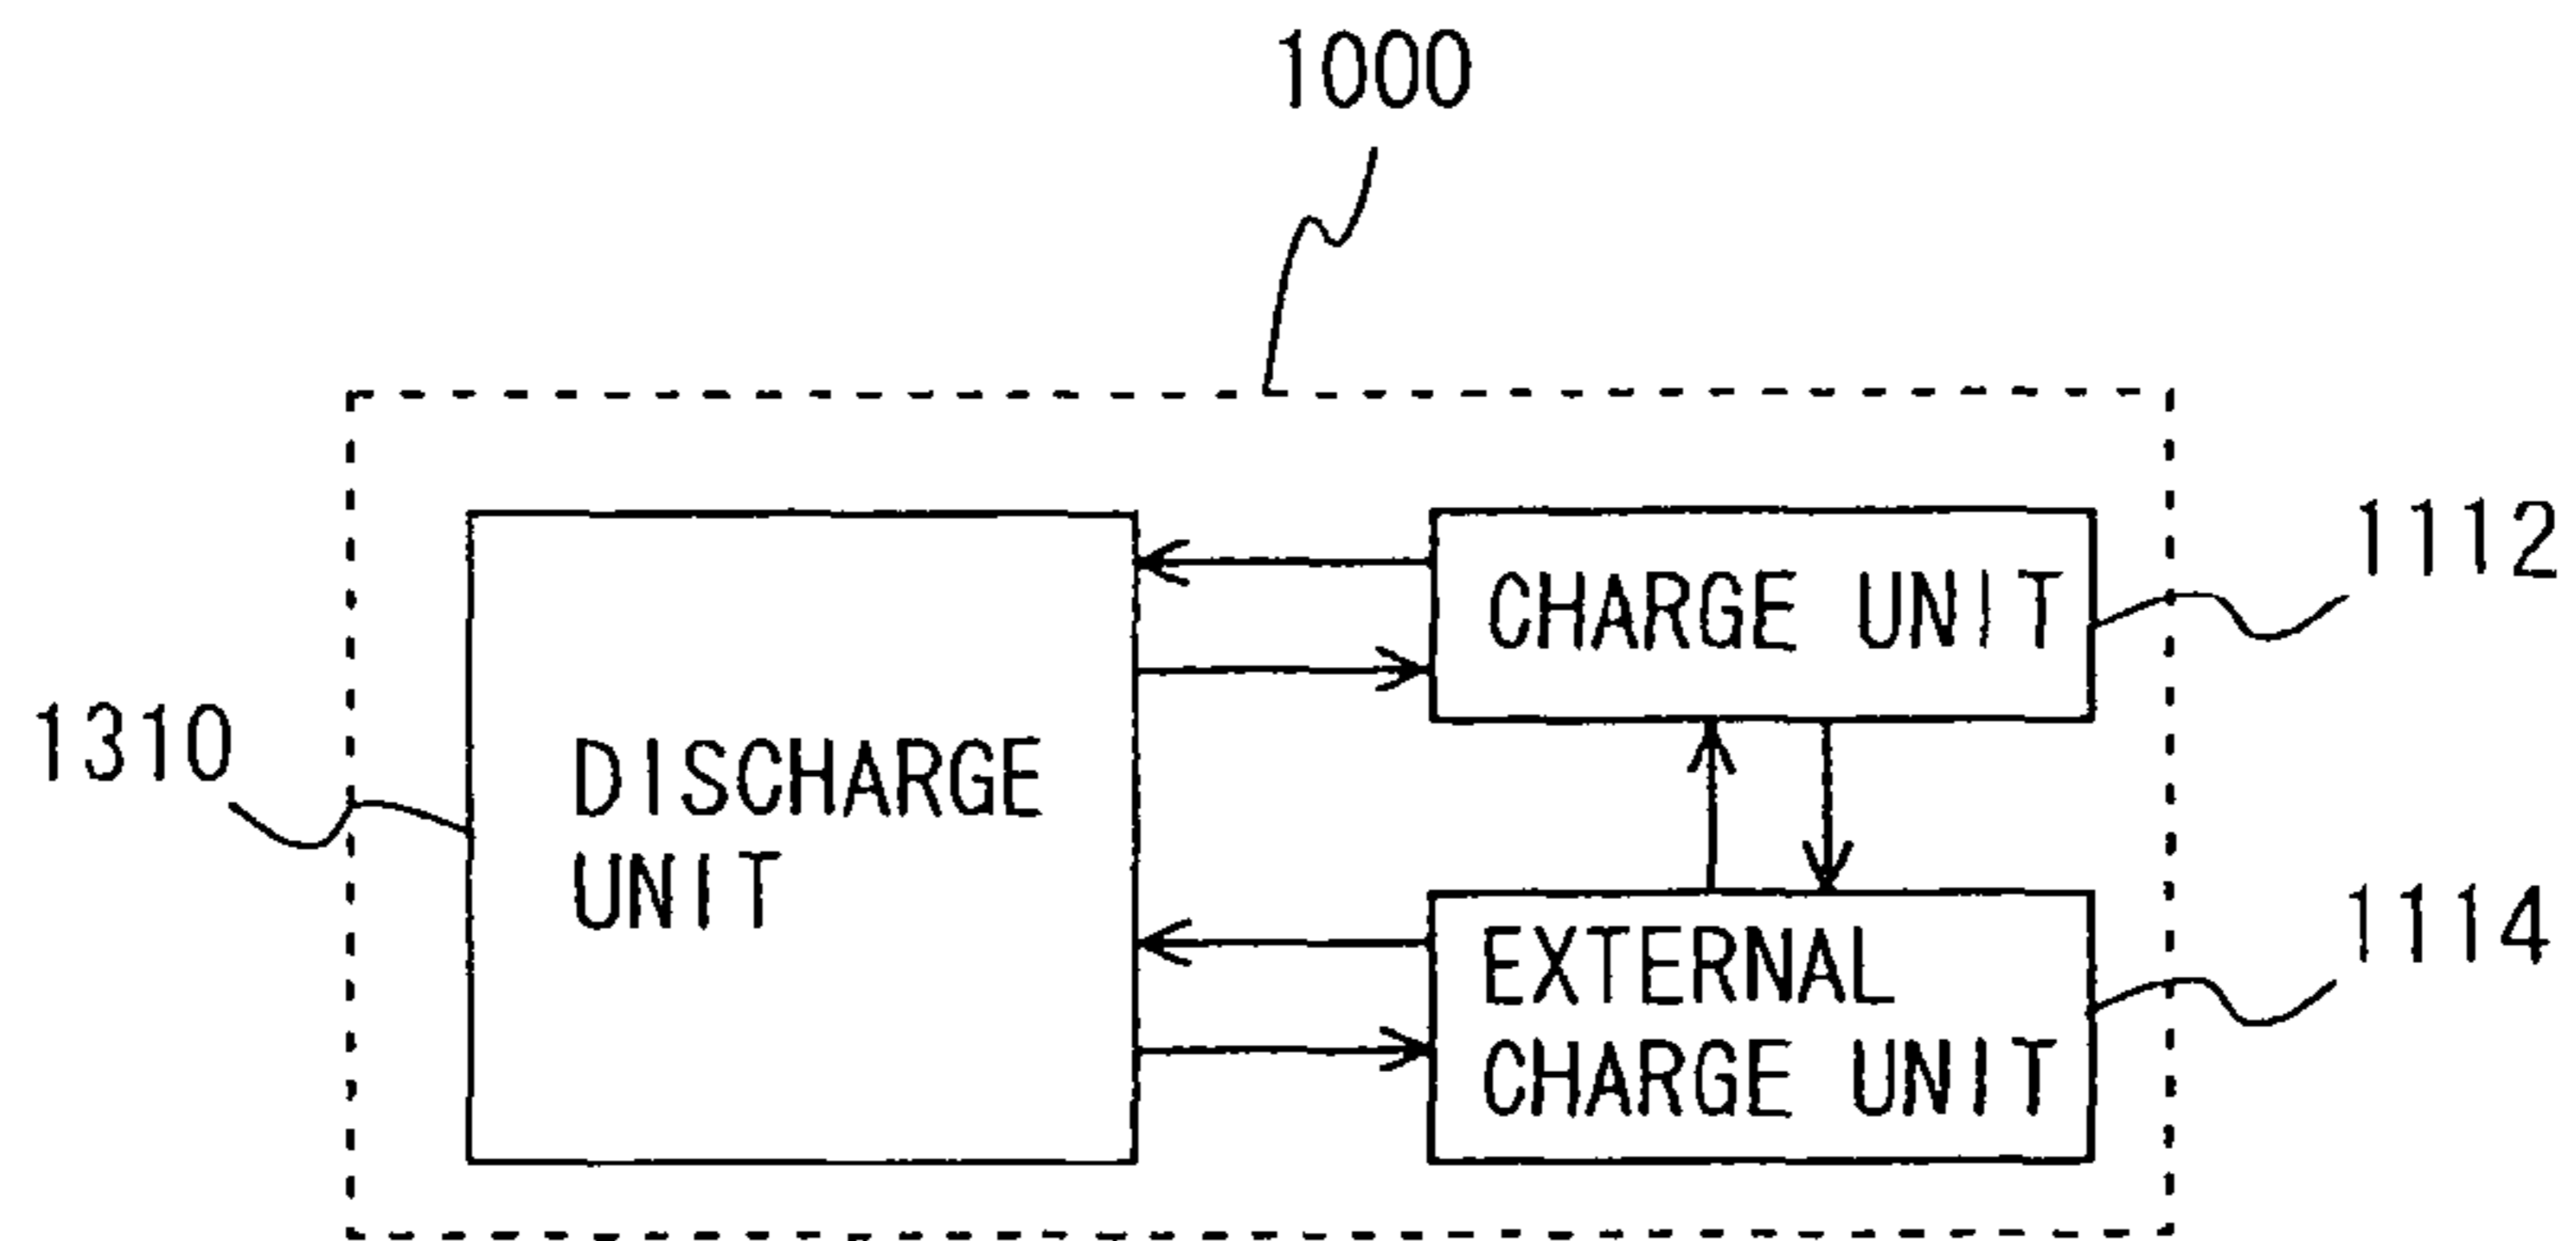 1000
1112
CHARGE UNIT
1310
DISCHARGE
UNIT
1114
EXTERNAL
CHARGE UNIT